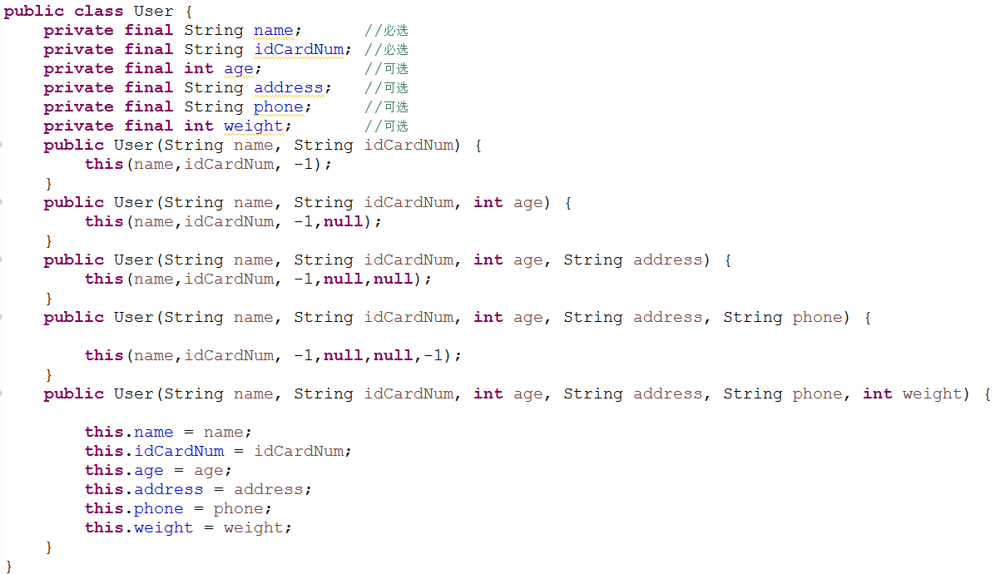 public class User {
    private final String name;      //必选
    private final String idCardNum; //必选
    private final int age;          //可选
    private final String address;   //可选
    private final String phone;     //可选
    private final int weight;       //可选
    public User(String name, String idCardNum) {
        this(name,idCardNum, -1);
    }
    public User(String name, String idCardNum, int age) {
        this(name,idCardNum, -1,null);
    }
    public User(String name, String idCardNum, int age, String address) {
        this(name,idCardNum, -1,null,null);
    }
    public User(String name, String idCardNum, int age, String address, String phone) {
        this(name,idCardNum, -1,null,null,-1);
    }
    public User(String name, String idCardNum, int age, String address, String phone, int weight) {
        this.name = name;
        this.idCardNum = idCardNum;
        this.age = age;
        this.address = address;
        this.phone = phone;
        this.weight = weight;
    }
}